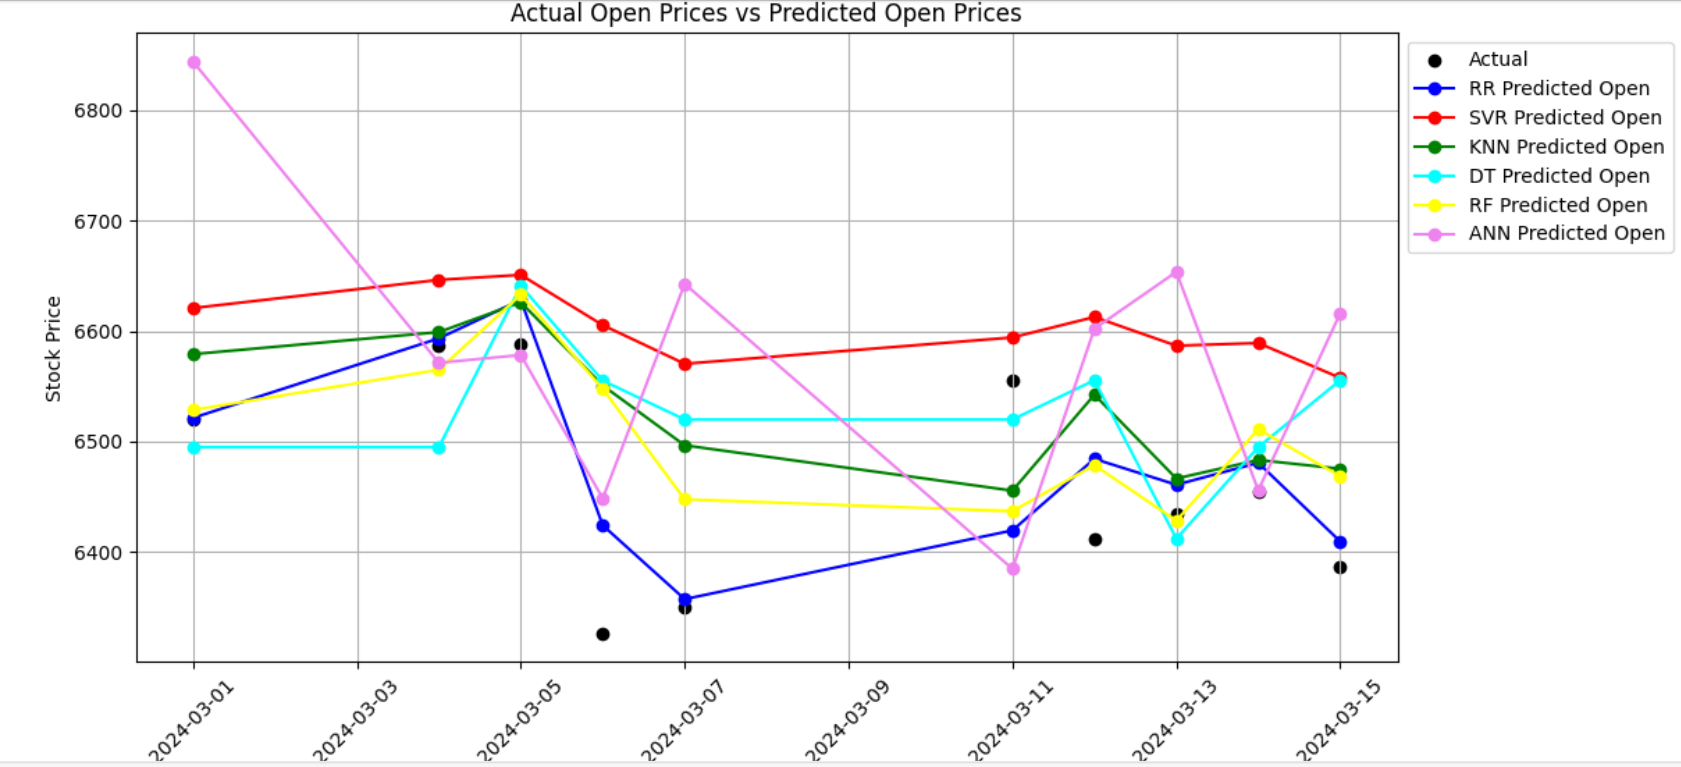 Actual Open Prices vs Predicted Open Prices
Stock Price
6800
6700
6600
6500
6400
2024-03-01
2024-03-03
2024-03-05
2024-03-07
2024-03-09
2024-03-11
2024-03-13
2024-03-15
Actual
RR Predicted Open
SVR Predicted Open
KNN Predicted Open
DT Predicted Open
RF Predicted Open
ANN Predicted Open